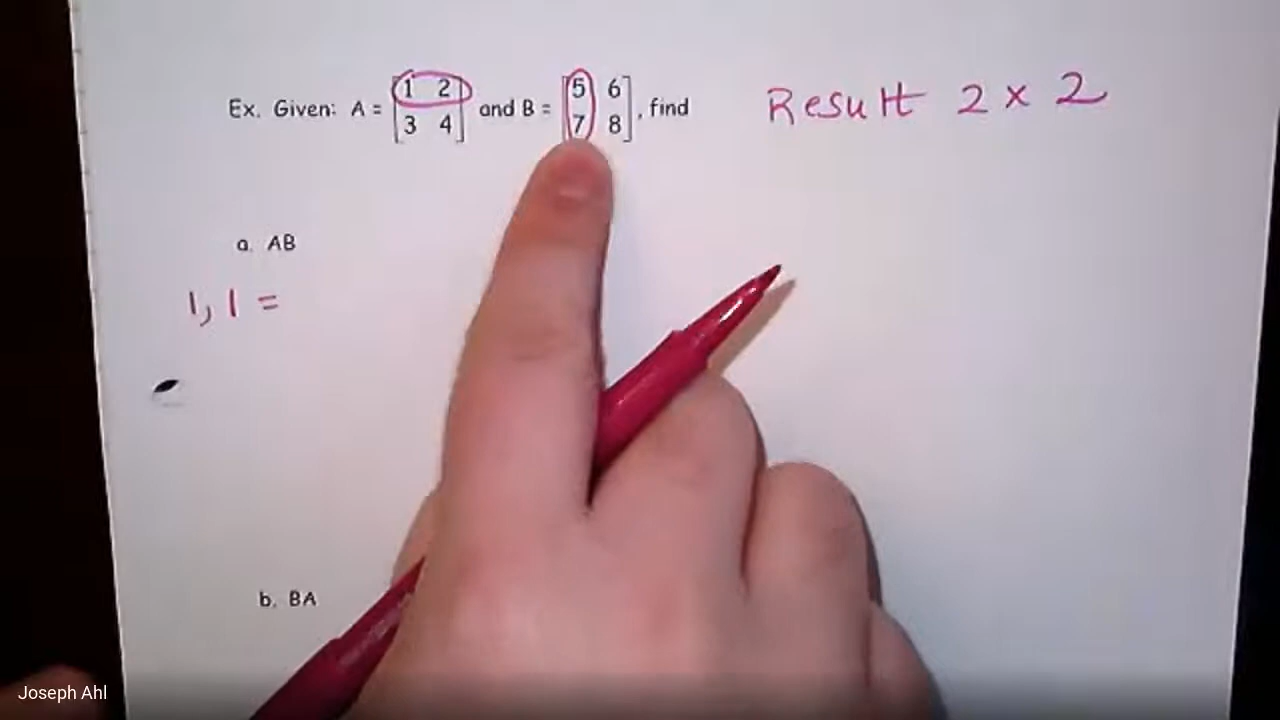 Ex. Given: A = [1 2] and B = [5 6], find Result 2 x 2
[3 4] [7 8]
a. AB
1, 1 =
b. BA
Joseph Ahl